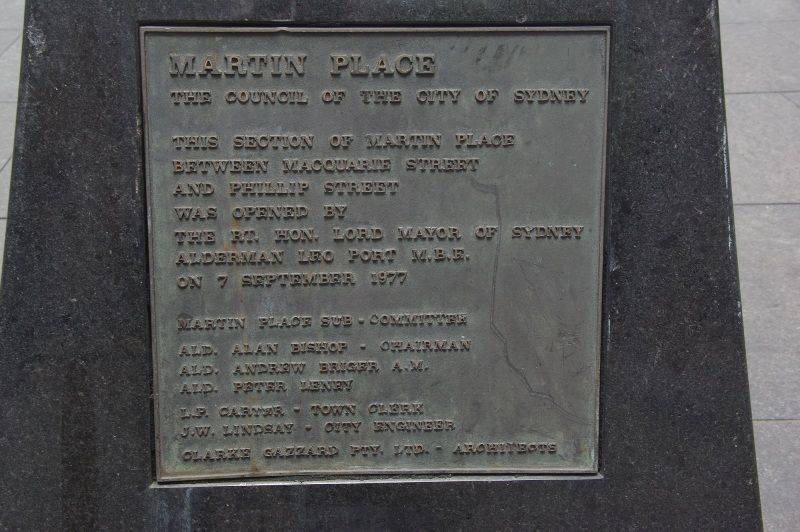 MARTIN PLACE
THE COUNCIL OF THE CITY OF SYDNEY
THIS SECTION OF MARTIN PLACE
BETWEEN MACQUARIE STREET
AND PHILLIP STREET
WAS OPENED BY
THE RT. HON. LORD MAYOR OF SYDNEY
ALDERMAN LEO PORT M.B.E.
ON 7 SEPTEMBER 1977
MARTIN PLACE SUB-COMMITTEE
ALD. ALAN BISHOP - CHAIRMAN
ALD. ANDREW BRIGER A.M.
ALD. PETER LENEY
L.P. CARTER - TOWN CLERK
J.W. LINDSAY - CITY ENGINEER
CLARKE GAZZARD PTY. LTD. - ARCHITECTS